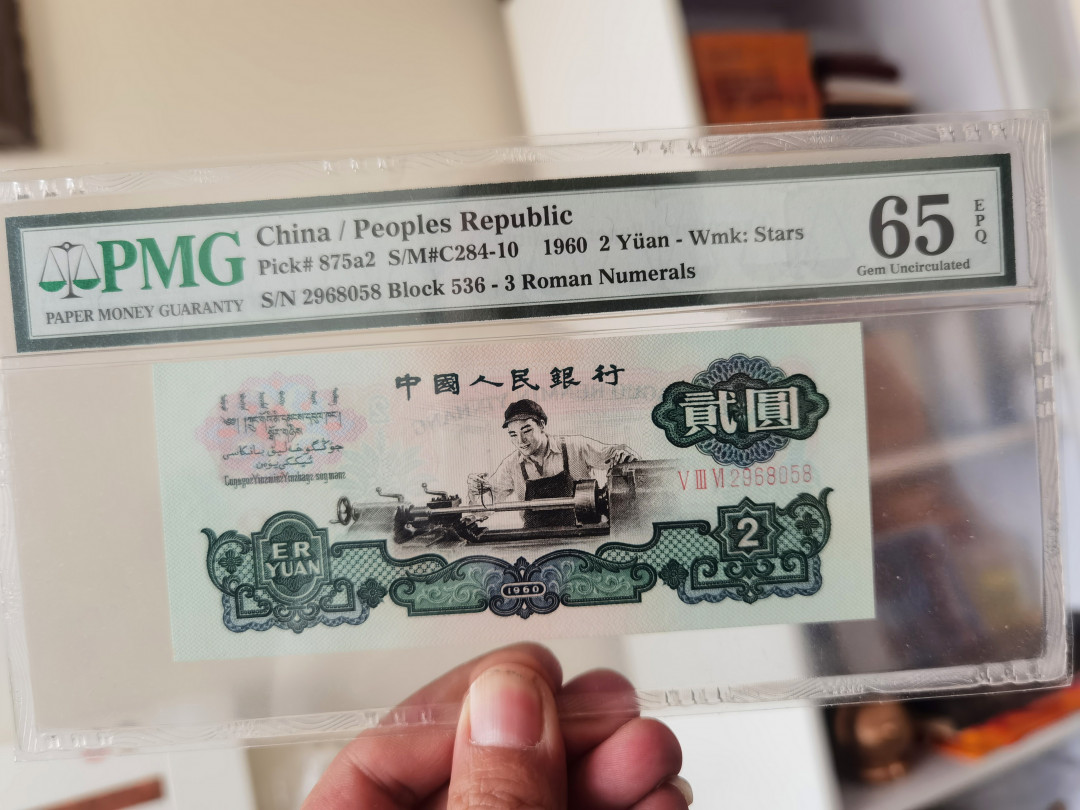 PMG
PAPER MONEY GUARANTY
China / Peoples Republic
Pick# 875a2 S/M#C284-10 1960 2 Yüan - Wmk: Stars
S/N 2968058 Block 536 - 3 Roman Numerals
65
EPQ
Gem Uncirculated
中國人民銀行
貳圓
V III VI 2968058
ER
YUAN
2
1960